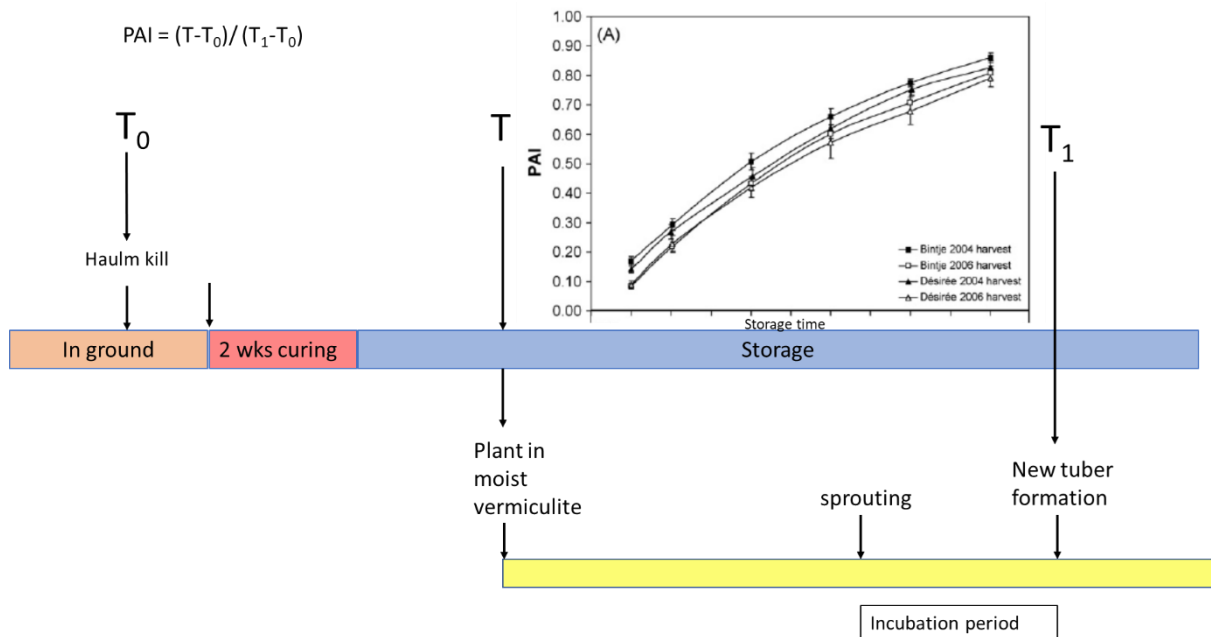 PAI = (T-T₀)/ (T₁-T₀)
1.00
0.90
0.80
0.70
0.60
0.50
0.40
0.30
0.20
0.10
0.00
PAI
(A)
Bintje 2004 harvest
Bintje 2006 harvest
Désirée 2004 harvest
Désirée 2006 harvest
Storage time
T₀
T
T₁
Haulm kill
In ground
2 wks curing
Storage
Plant in
moist
vermiculite
sprouting
New tuber
formation
Incubation period